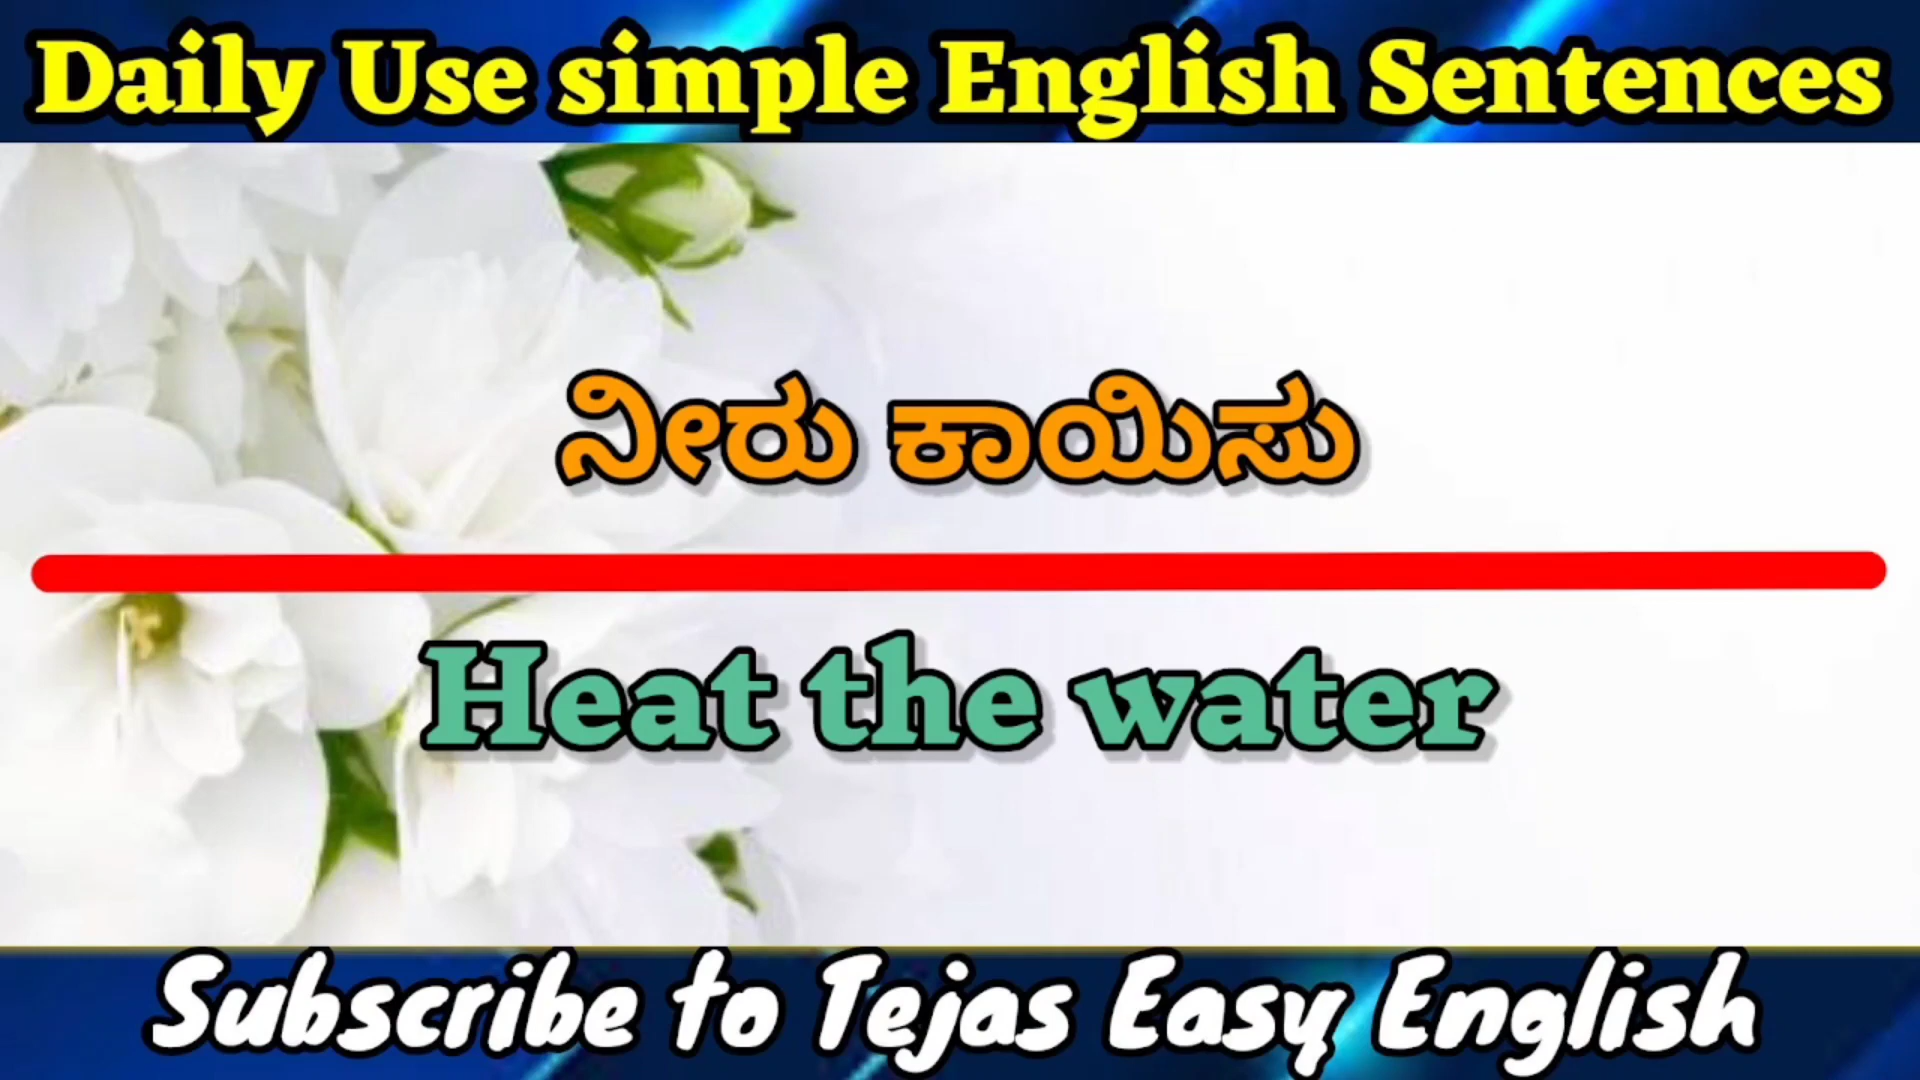 Daily Use simple English Sentences
ನೀರು ಕಾಯಿಸು
Heat the water
Subscribe to Tejas Easy English